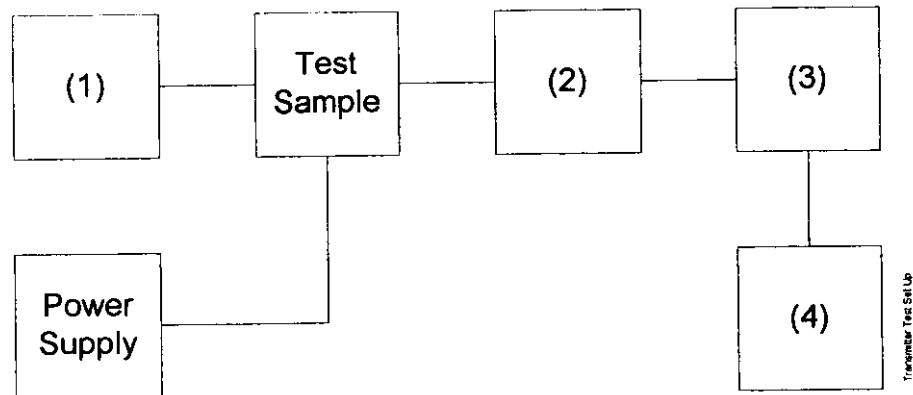 (1)
Test
Sample
(2)
(3)
Power
Supply
(4)
Transmitter Test Set Up